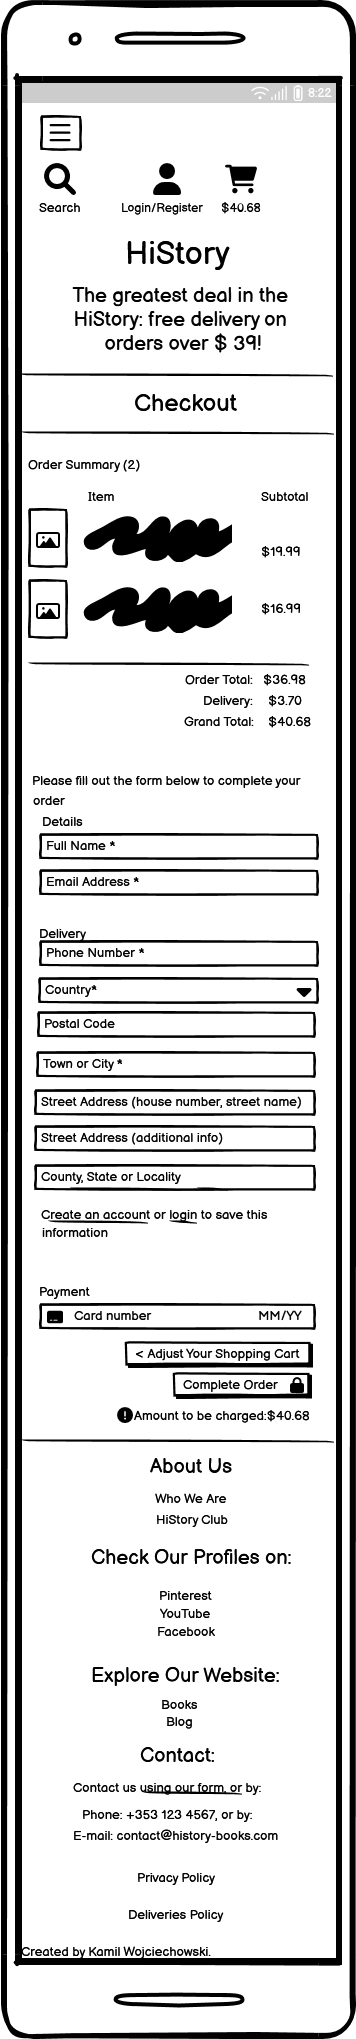 8:22
Search Login/Register $40.68
HiStory
The greatest deal in the
HiStory: free delivery on
orders over $ 39!
Checkout
Order Summary (2)
Item Subtotal
$19.99
$16.99
Order Total: $36.98
Delivery: $3.70
Grand Total: $40.68
Please fill out the form below to complete your
order
Details
Full Name *
Email Address *
Delivery
Phone Number *
Country*
Postal Code
Town or City *
Street Address (house number, street name)
Street Address (additional info)
County, State or Locality
Create an account or login to save this
information
Payment
Card number MM/YY
< Adjust Your Shopping Cart
Complete Order
Amount to be charged:$40.68
About Us
Who We Are
HiStory Club
Check Our Profiles on:
Pinterest
YouTube
Facebook
Explore Our Website:
Books
Blog
Contact:
Contact us using our form, or by:
Phone: +353 123 4567, or by:
E-mail: contact@history-books.com
Privacy Policy
Deliveries Policy
Created by Kamil Wojciechowski.